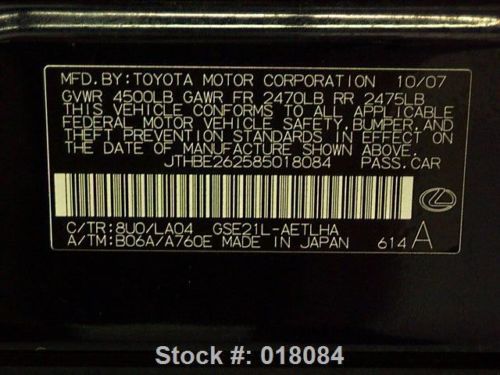 MFD. BY: TOYOTA MOTOR CORPORATION 10/07
GVWR 4500LB GAWR FR 2470LB RR 2475LB
THIS VEHICLE CONFORMS TO ALL APPLICABLE
FEDERAL MOTOR VEHICLE SAFETY, BUMPER, AND
THEFT PREVENTION STANDARDS IN EFFECT ON
THE DATE OF MANUFACTURE SHOWN ABOVE.
JTHBE262585018084 PASS. CAR
C/TR: 8U0/LA04 GSE21L-AETLHA
A/TM: B06A/A760E MADE IN JAPAN 614 A
Stock #: 018084